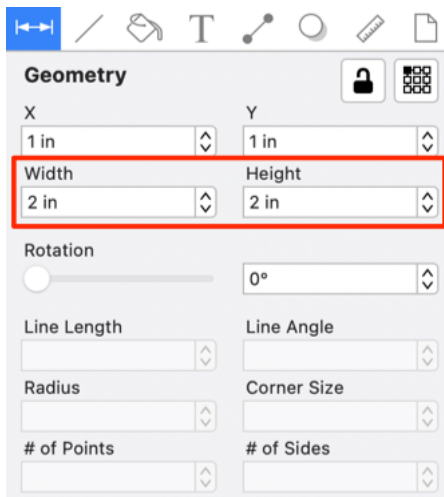 T
Geometry
X Y
1 in 1 in
Width Height
2 in 2 in
Rotation
0°
Line Length Line Angle
Radius Corner Size
# of Points # of Sides